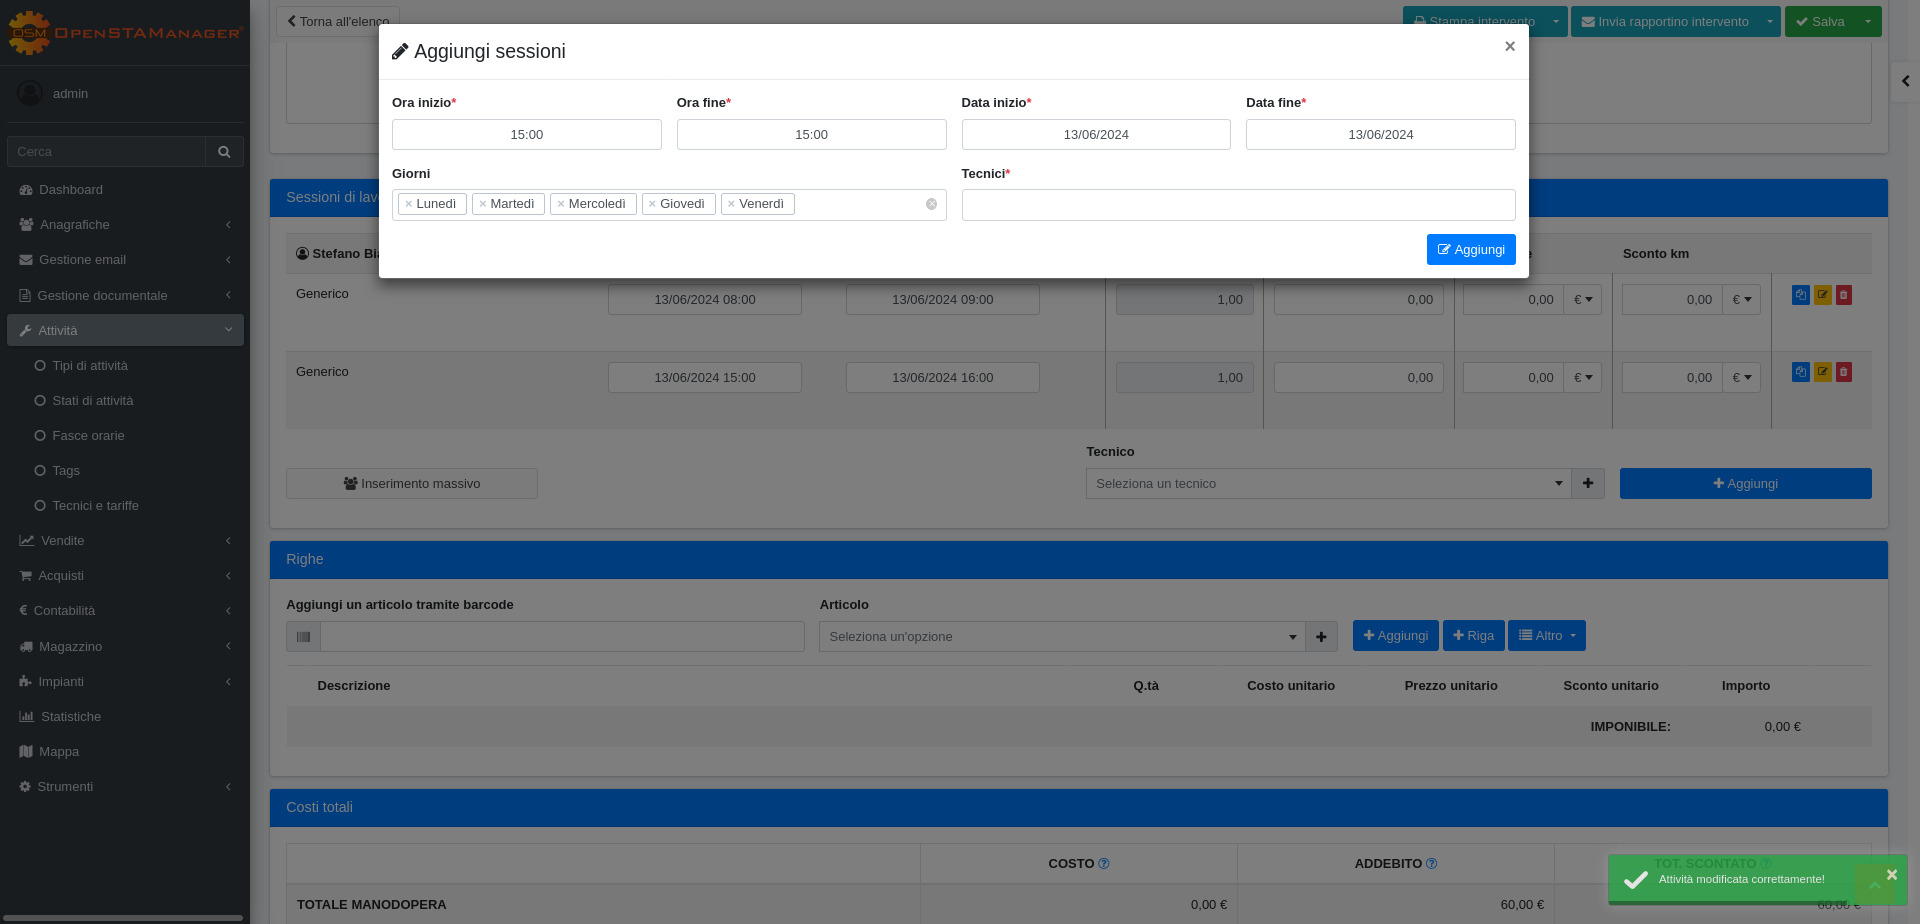 OSM OpenSTAManager®
admin
Cerca
Dashboard
Anagrafiche
Gestione email
Gestione documentale
Attività
Tipi di attività
Stati di attività
Fasce orarie
Tags
Tecnici e tariffe
Vendite
Acquisti
€ Contabilità
Magazzino
Impianti
Statistiche
Mappa
Strumenti
Torna all'elenco
Stampa intervento
Invia rapportino intervento
Salva
Aggiungi sessioni ×
Ora inizio* Ora fine* Data inizio* Data fine*
15:00 15:00 13/06/2024 13/06/2024
Giorni Tecnici*
× Lunedì × Martedì × Mercoledì × Giovedì × Venerdì
Aggiungi
Sessioni di
Stefano Sconto km
Generico 13/06/2024 08:00 13/06/2024 09:00 1,00 0,00 0,00 € 0,00 €
Generico 13/06/2024 15:00 13/06/2024 16:00 1,00 0,00 0,00 € 0,00 €
Tecnico
Inserimento massivo Seleziona un tecnico Aggiungi
Righe
Aggiungi un articolo tramite barcode Articolo
Seleziona un'opzione Aggiungi Riga Altro
Descrizione Q.tà Costo unitario Prezzo unitario Sconto unitario Importo
IMPONIBILE: 0,00 €
Costi totali
COSTO ADDEBITO TOT. SCONTATO
TOTALE MANODOPERA 0,00 € 60,00 € 60,00 €
Attività modificata correttamente! ×